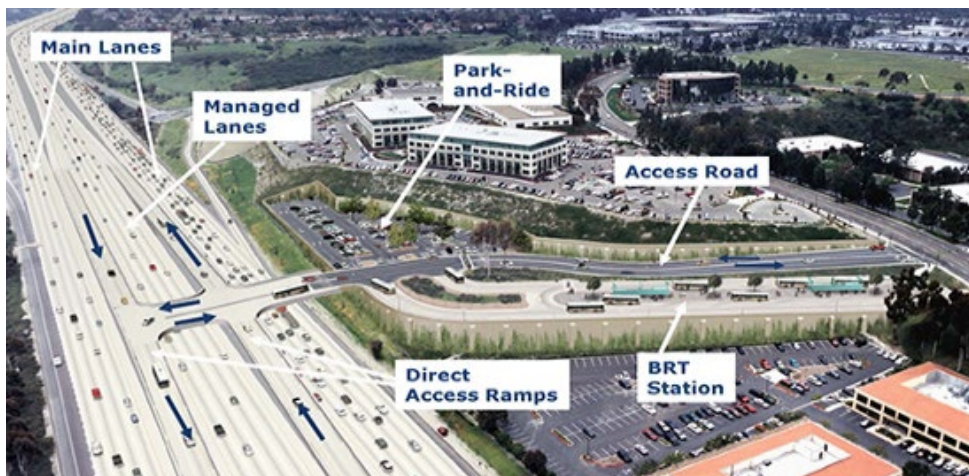 Main Lanes
Managed
Lanes
Park-
and-Ride
Access Road
Direct
Access Ramps
BRT
Station